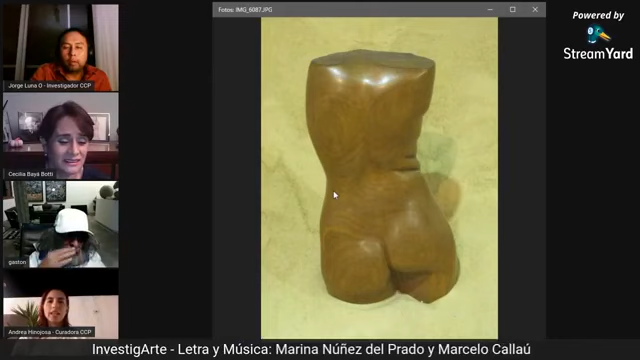 Fotos: IMG_6087.JPG
Powered by
StreamYard
Jorge Luna O - Investigador CCP
Cecilia Bayá Botti
gaston
Andrea Hinojosa - Curadora CCP
InvestigArte - Letra y Música: Marina Núñez del Prado y Marcelo Callaú